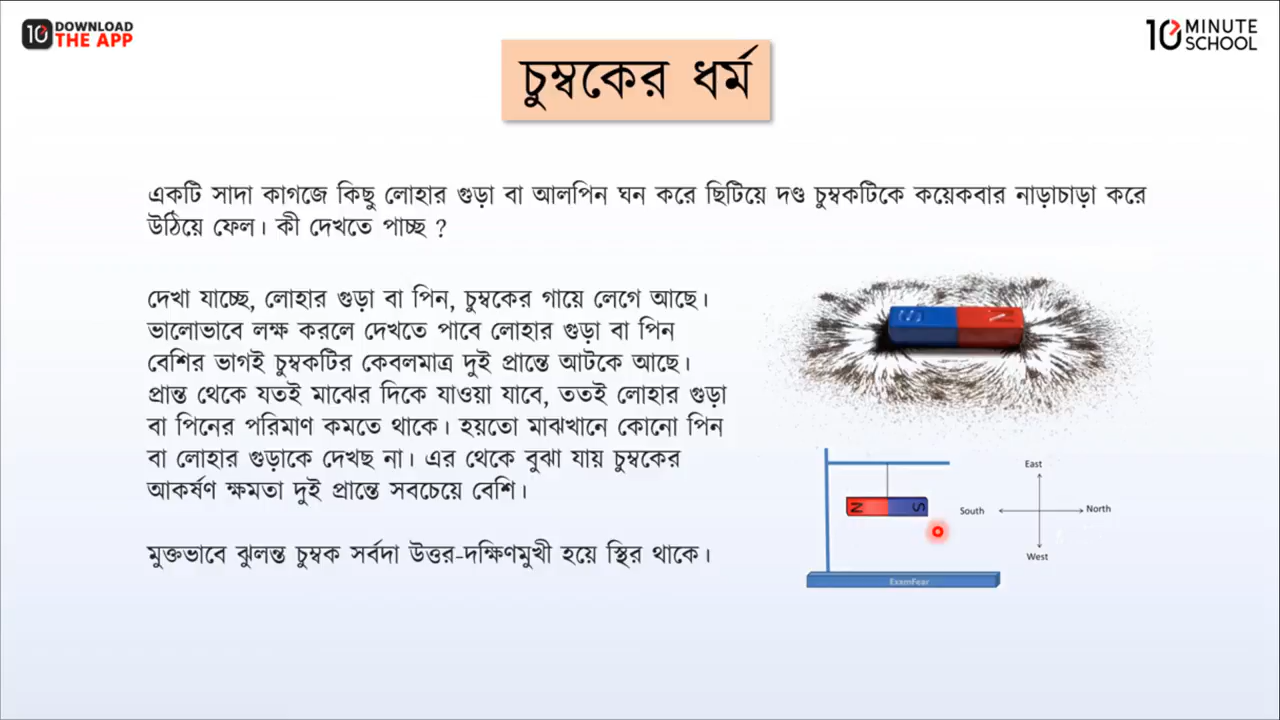 DOWNLOAD
THE APP
10 MINUTE
SCHOOL
চুম্বকের ধর্ম
একটি সাদা কাগজে কিছু লোহার গুড়া বা আলপিন ঘন করে ছিটিয়ে দণ্ড চুম্বকটিকে কয়েকবার নাড়াচাড়া করে
উঠিয়ে ফেল। কী দেখতে পাচ্ছ ?
দেখা যাচ্ছে, লোহার গুড়া বা পিন, চুম্বকের গায়ে লেগে আছে।
ভালোভাবে লক্ষ করলে দেখতে পাবে লোহার গুড়া বা পিন
বেশির ভাগই চুম্বকটির কেবলমাত্র দুই প্রান্তে আটকে আছে।
প্রান্ত থেকে যতই মাঝের দিকে যাওয়া যাবে, ততই লোহার গুড়া
বা পিনের পরিমাণ কমতে থাকে। হয়তো মাঝখানে কোনো পিন
বা লোহার গুড়াকে দেখছ না। এর থেকে বুঝা যায় চুম্বকের
আকর্ষণ ক্ষমতা দুই প্রান্তে সবচেয়ে বেশি।
মুক্তভাবে ঝুলন্ত চুম্বক সর্বদা উত্তর-দক্ষিণমুখী হয়ে স্থির থাকে।
S N
East
N S
South
North
West
ExamFear